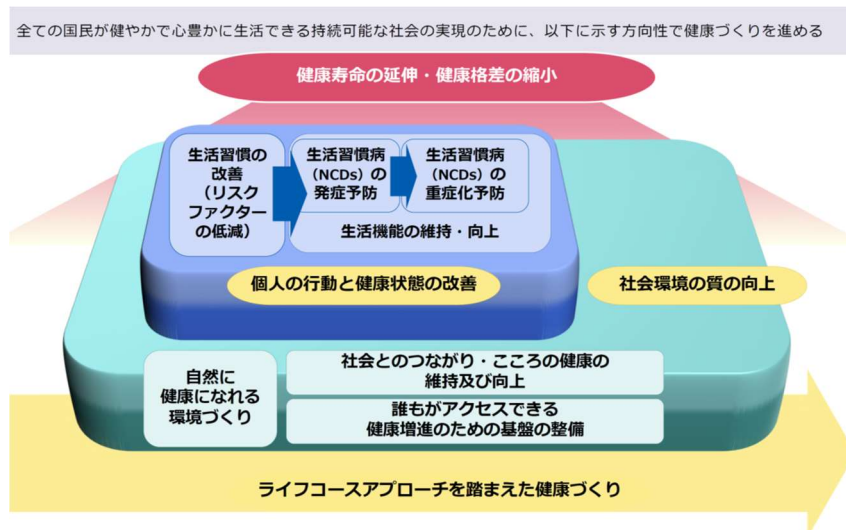 全ての国民が健やかで心豊かに生活できる持続可能な社会の実現のために、以下に示す方向性で健康づくりを進める
健康寿命の延伸・健康格差の縮小
生活習慣の
改善
（リスク
ファクター
の低減）
生活習慣病
（NCDs）の
発症予防
生活習慣病
（NCDs）の
重症化予防
生活機能の維持・向上
個人の行動と健康状態の改善
社会環境の質の向上
自然に
健康になれる
環境づくり
社会とのつながり・こころの健康の
維持及び向上
誰もがアクセスできる
健康増進のための基盤の整備
ライフコースアプローチを踏まえた健康づくり